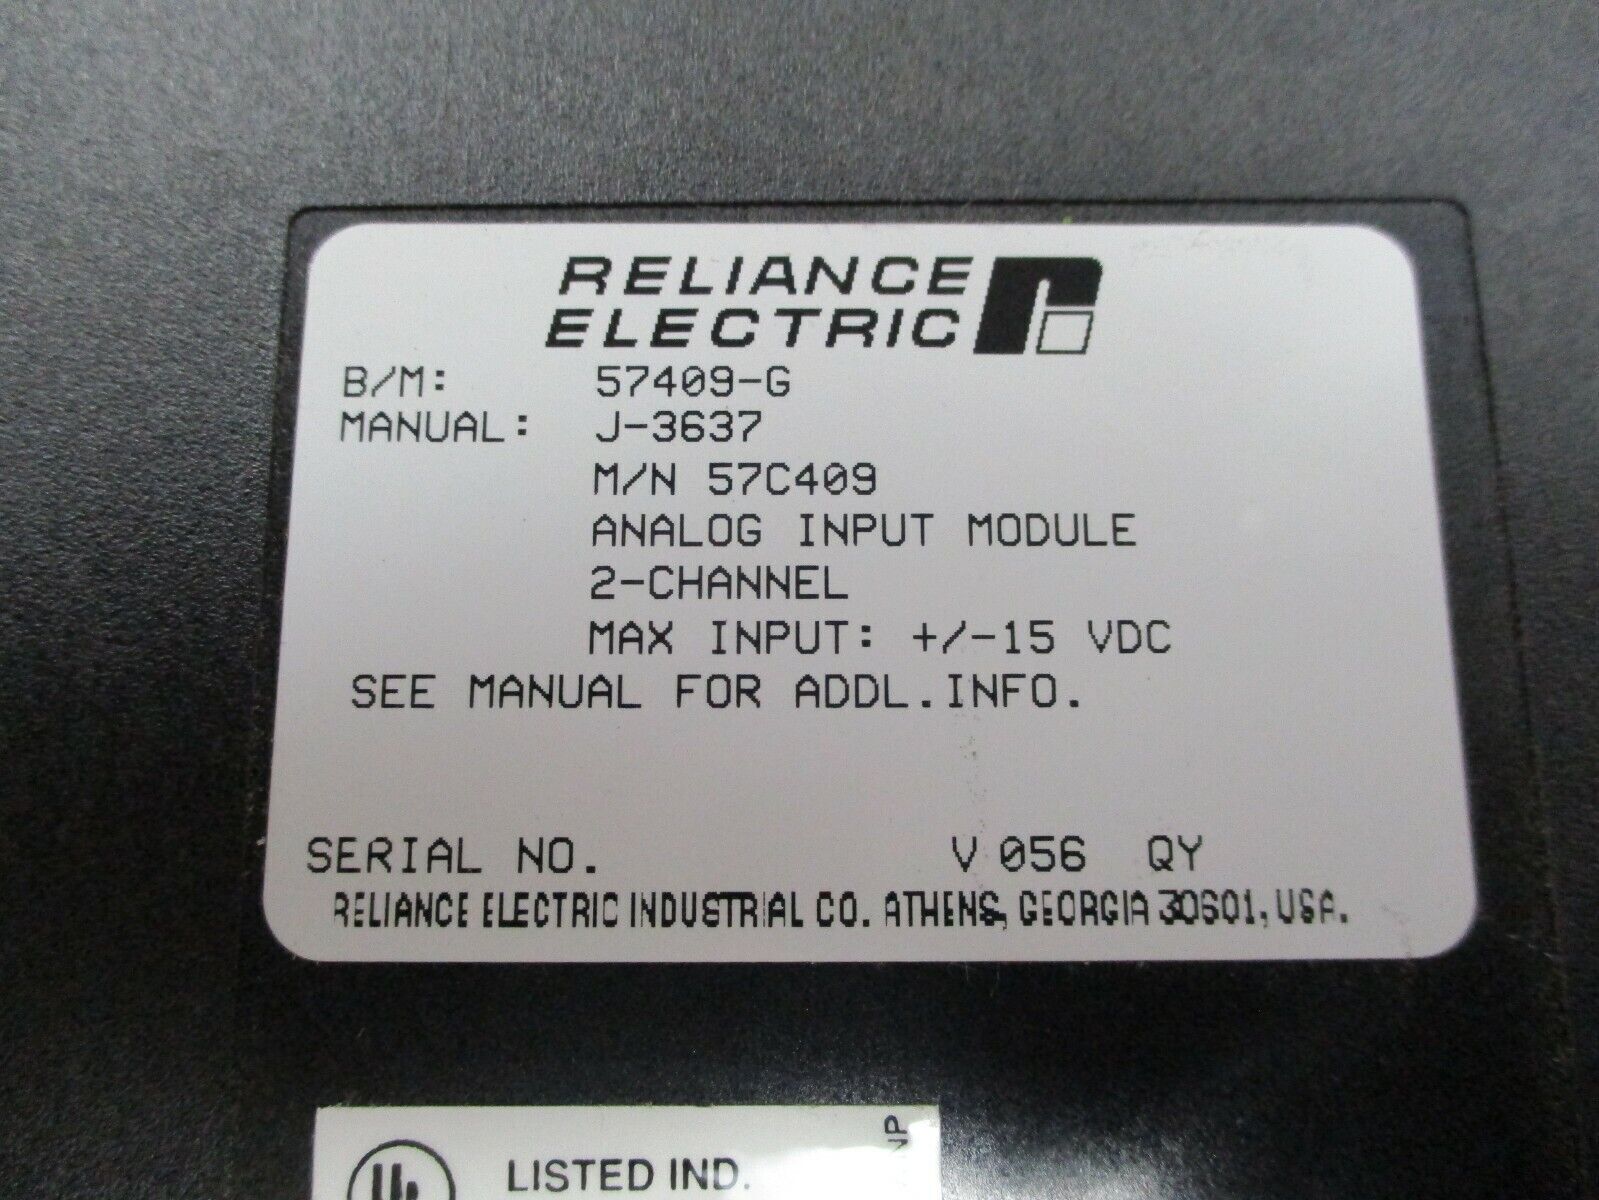 RELIANCE
ELECTRIC
B/M: 57409-G
MANUAL: J-3637
M/N 57C409
ANALOG INPUT MODULE
2-CHANNEL
MAX INPUT: +/-15 VDC
SEE MANUAL FOR ADDL.INFO.
SERIAL NO. V 056 QY
RELIANCE ELECTRIC INDUSTRIAL CO. ATHENS, GEORGIA 30601, USA.
UL LISTED IND.